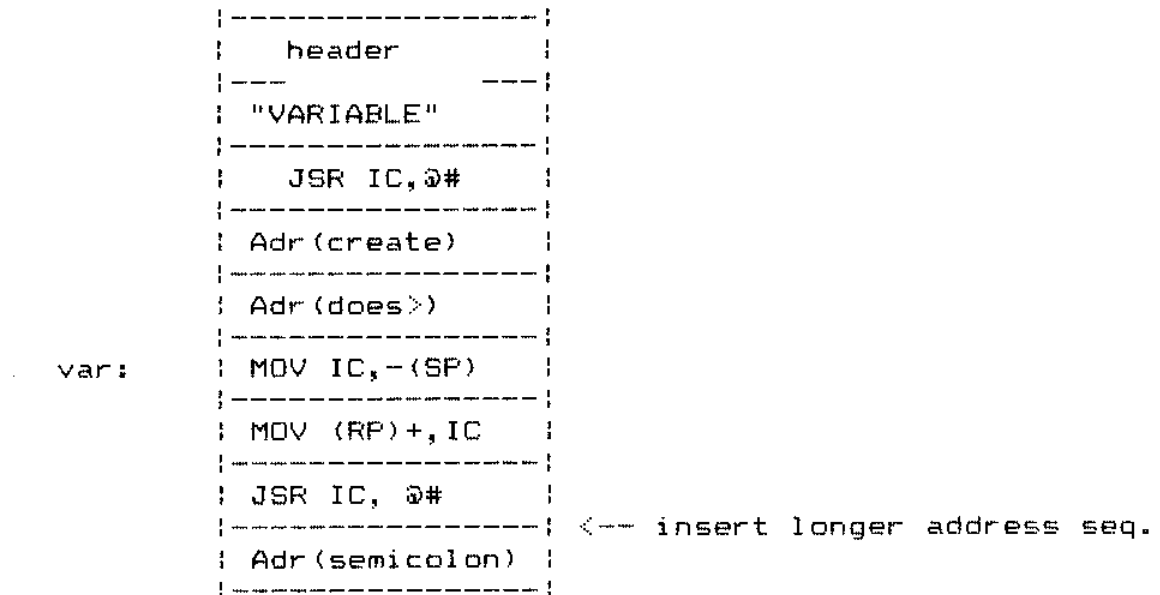 header
"VARIABLE"
JSR IC,@#
Adr(create)
Adr(does>)
var: MOV IC,-(SP)
MOV (RP)+,IC
JSR IC, @#
<-- insert longer address seq.
Adr(semicolon)